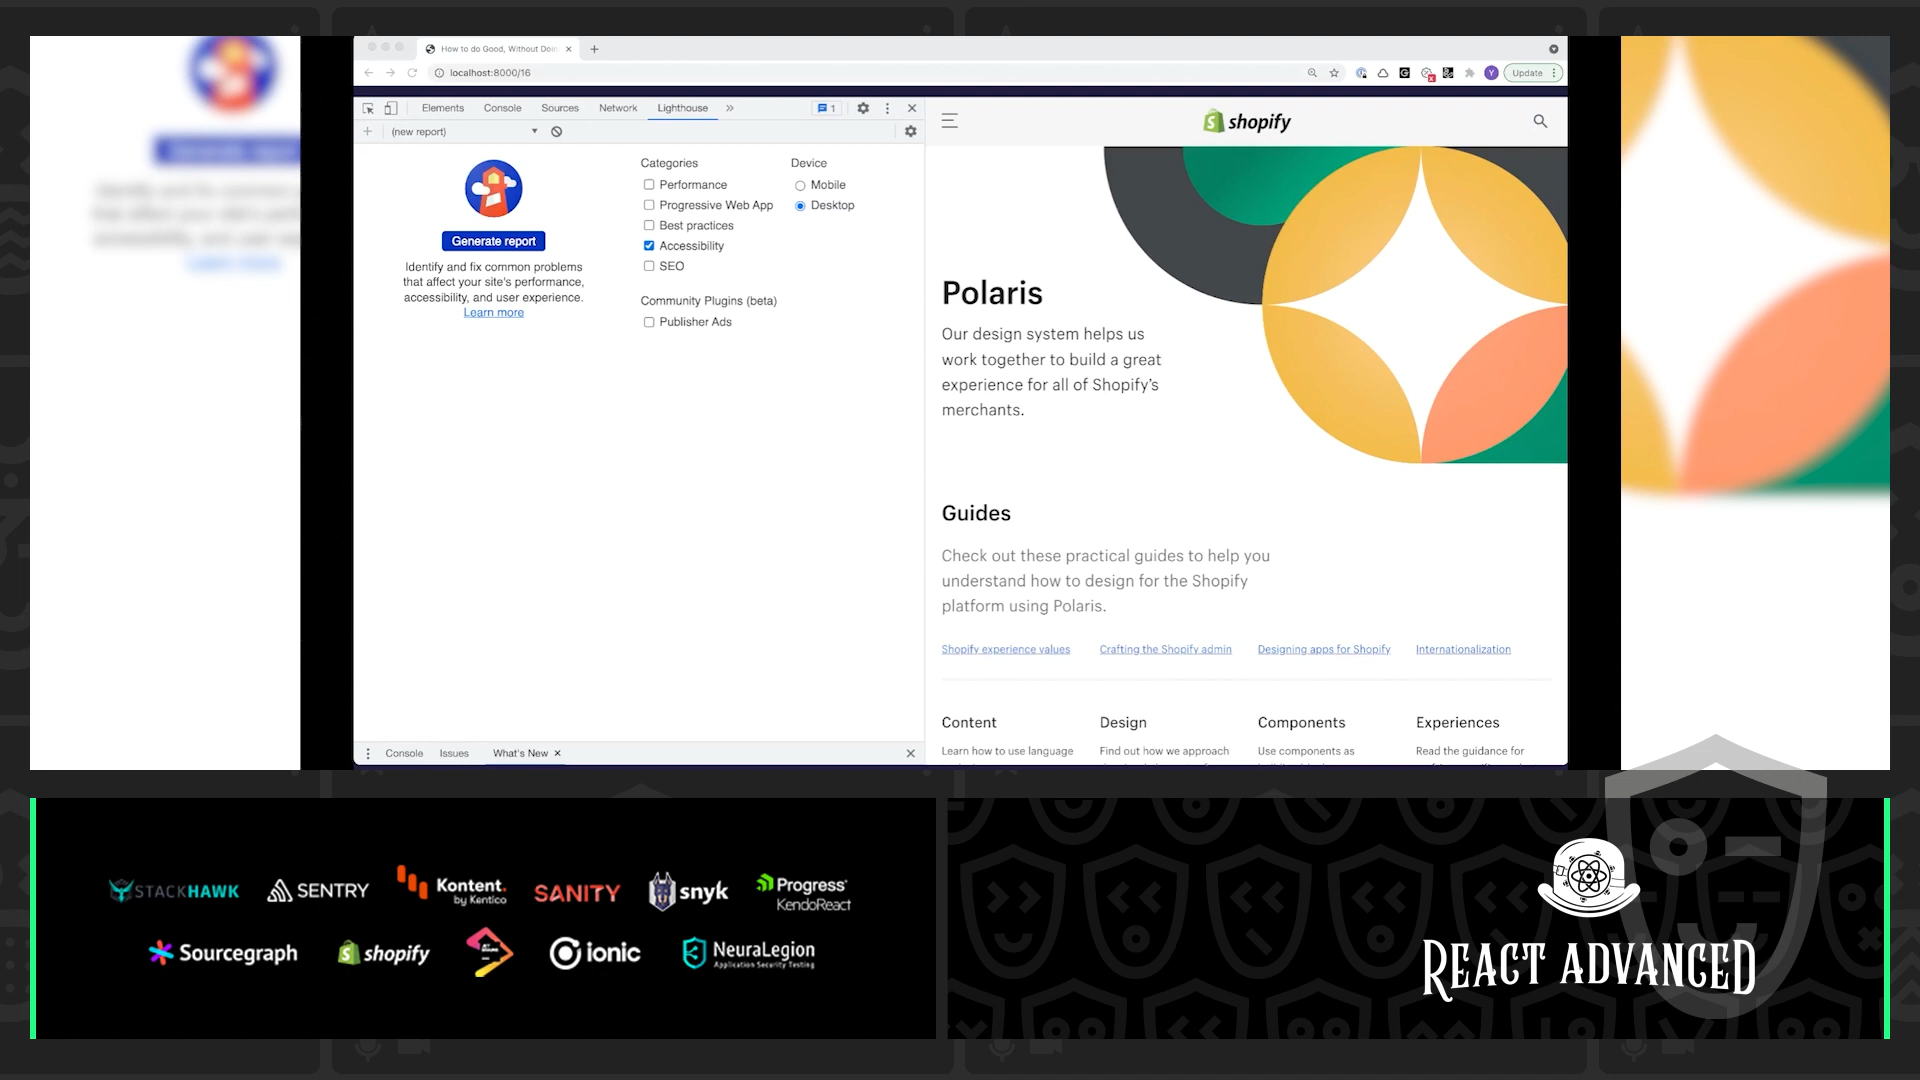 How to do Good, Without Doin
localhost:8000/16
Update
Elements Console Sources Network Lighthouse
1
(new report)
Generate report
Identify and fix common problems
that affect your site's performance,
accessibility, and user experience.
Learn more
Categories
Performance
Progressive Web App
Best practices
Accessibility
SEO
Community Plugins (beta)
Publisher Ads
Device
Mobile
Desktop
Console Issues What's New
shopify
Polaris
Our design system helps us
work together to build a great
experience for all of Shopify's
merchants.
Guides
Check out these practical guides to help you
understand how to design for the Shopify
platform using Polaris.
Shopify experience values Crafting the Shopify admin Designing apps for Shopify Internationalization
Content Design Components Experiences
Learn how to use language Find out how we approach Use components as Read the guidance for
STACKHAWK SENTRY Kontent. by Kentico SANITY snyk Progress KendoReact
Sourcegraph shopify ionic NeuraLegion Application Security Testing
REACT ADVANCED